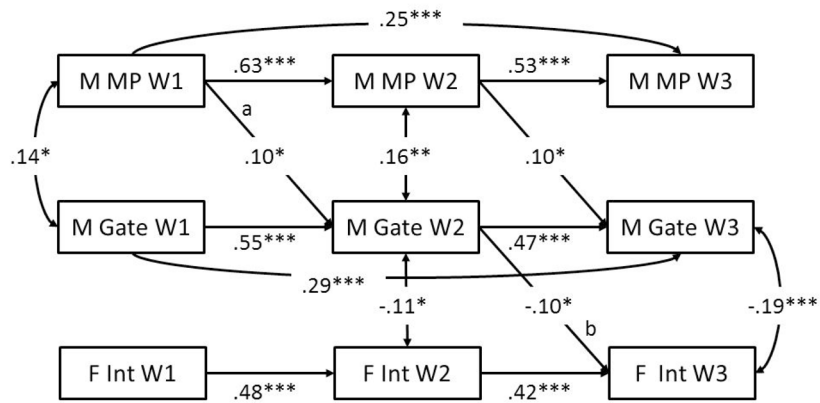 .25***
.63*** .53***
M MP W1 M MP W2 M MP W3
a
.14* .10* .16** .10*
M Gate W1 M Gate W2 M Gate W3
.55*** .47***
.29***
-.11* -.10* -.19***
b
F Int W1 F Int W2 F Int W3
.48*** .42***